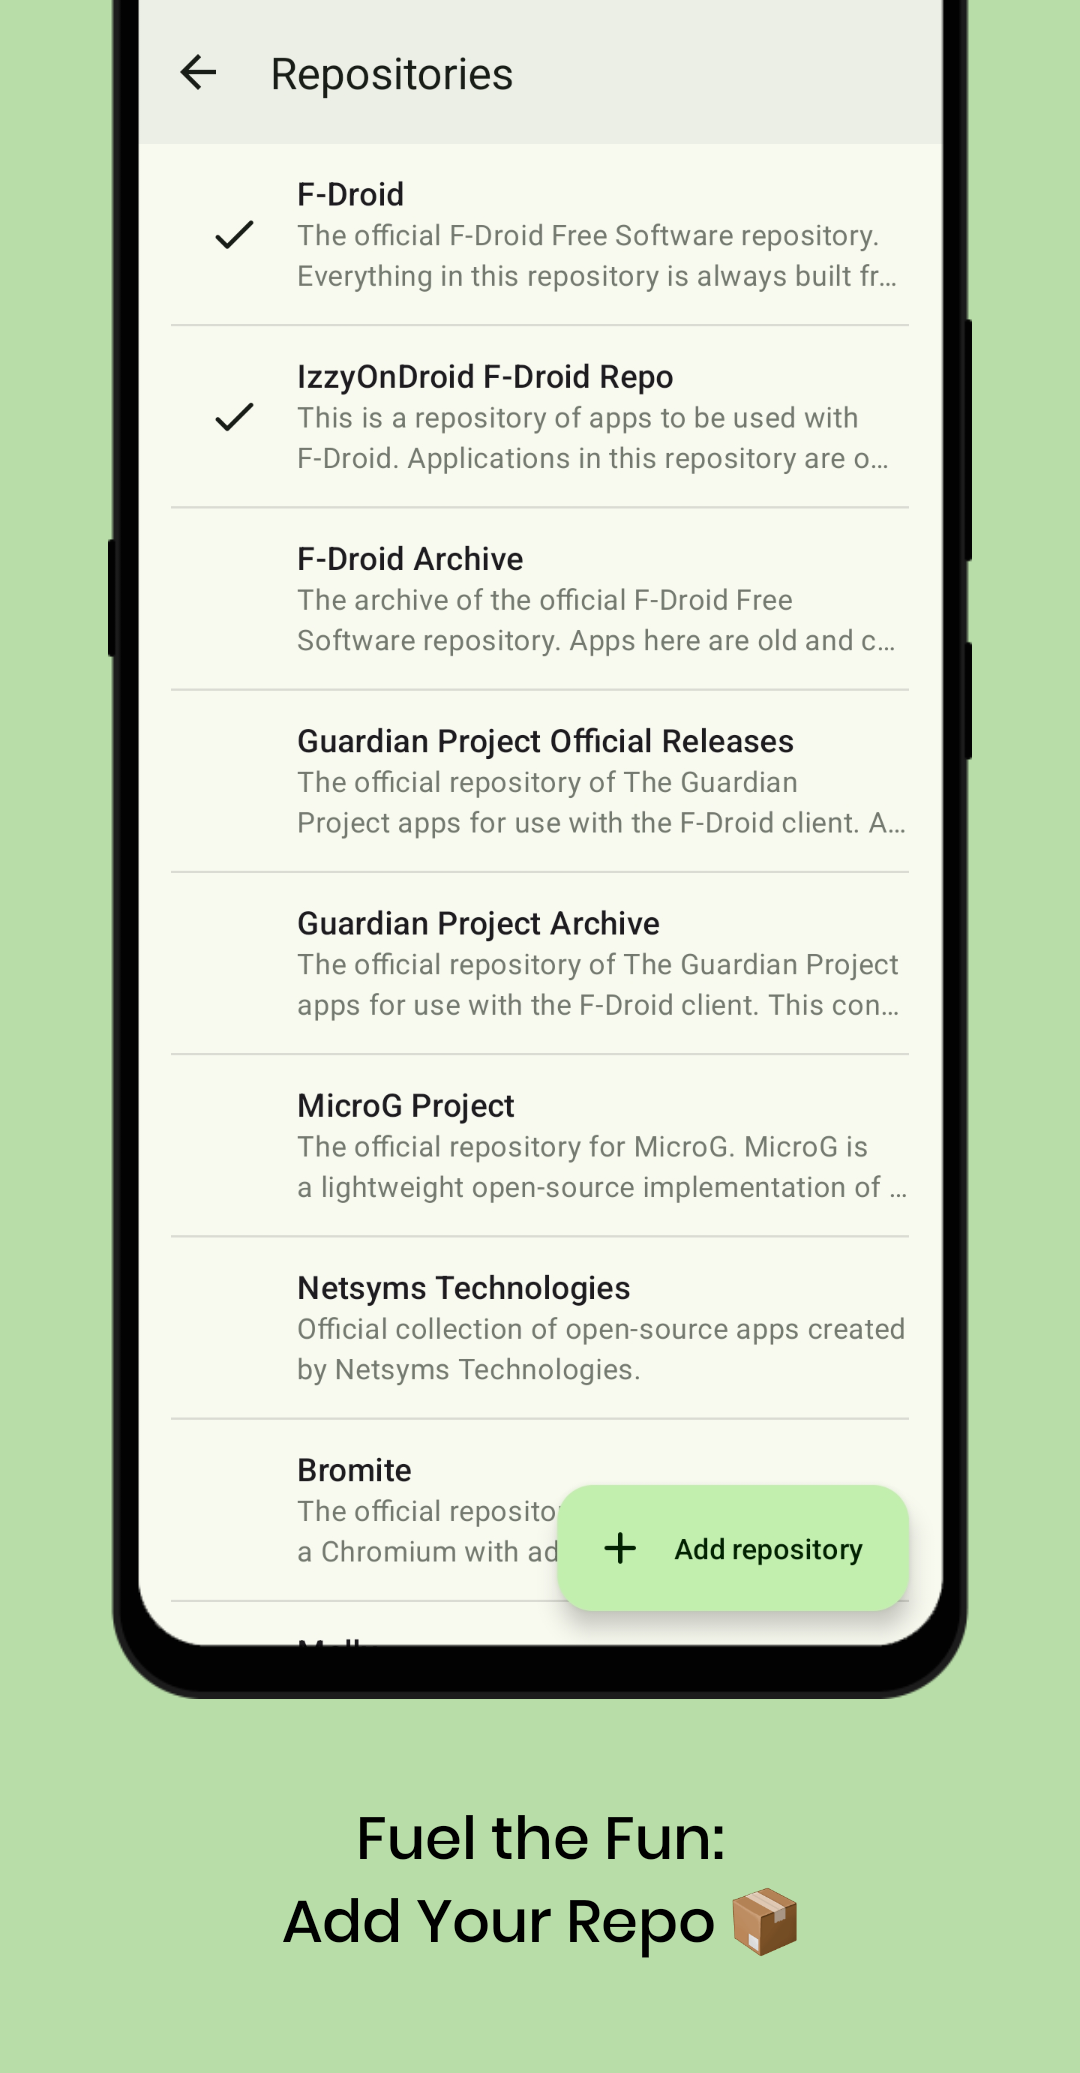 Repositories
F-Droid
The official F-Droid Free Software repository.
Everything in this repository is always built fr...
IzzyOnDroid F-Droid Repo
This is a repository of apps to be used with
F-Droid. Applications in this repository are o...
F-Droid Archive
The archive of the official F-Droid Free
Software repository. Apps here are old and c...
Guardian Project Official Releases
The official repository of The Guardian
Project apps for use with the F-Droid client. A...
Guardian Project Archive
The official repository of The Guardian Project
apps for use with the F-Droid client. This con...
MicroG Project
The official repository for MicroG. MicroG is
a lightweight open-source implementation of ...
Netsyms Technologies
Official collection of open-source apps created
by Netsyms Technologies.
Bromite
The official reposito
a Chromium with ad
Add repository
Fuel the Fun:
Add Your Repo 📦